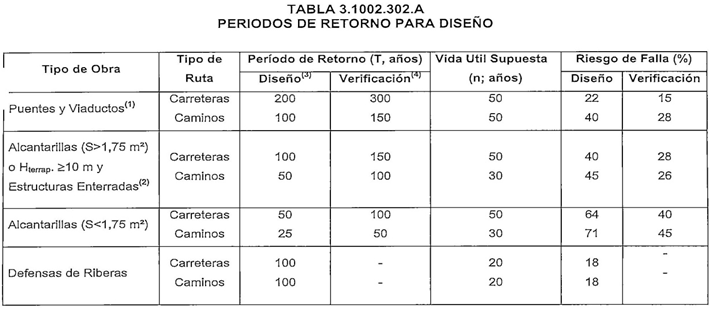 TABLA 3.1002.302.A
PERIODOS DE RETORNO PARA DISEÑO
Tipo de Obra | Tipo de Ruta | Período de Retorno (T, años) | Vida Util Supuesta (n; años) | Riesgo de Falla (%)
Diseño(3) | Verificación(4) | Diseño | Verificación
Puentes y Viaductos(1) | Carreteras | 200 | 300 | 50 | 22 | 15
Caminos | 100 | 150 | 50 | 40 | 28
Alcantarillas (S>1,75 m²) o Hterrap. ≥10 m y Estructuras Enterradas(2) | Carreteras | 100 | 150 | 50 | 40 | 28
Caminos | 50 | 100 | 30 | 45 | 26
Alcantarillas (S<1,75 m²) | Carreteras | 50 | 100 | 50 | 64 | 40
Caminos | 25 | 50 | 30 | 71 | 45
Defensas de Riberas | Carreteras | 100 | - | 20 | 18 | -
Caminos | 100 | - | 20 | 18 | -